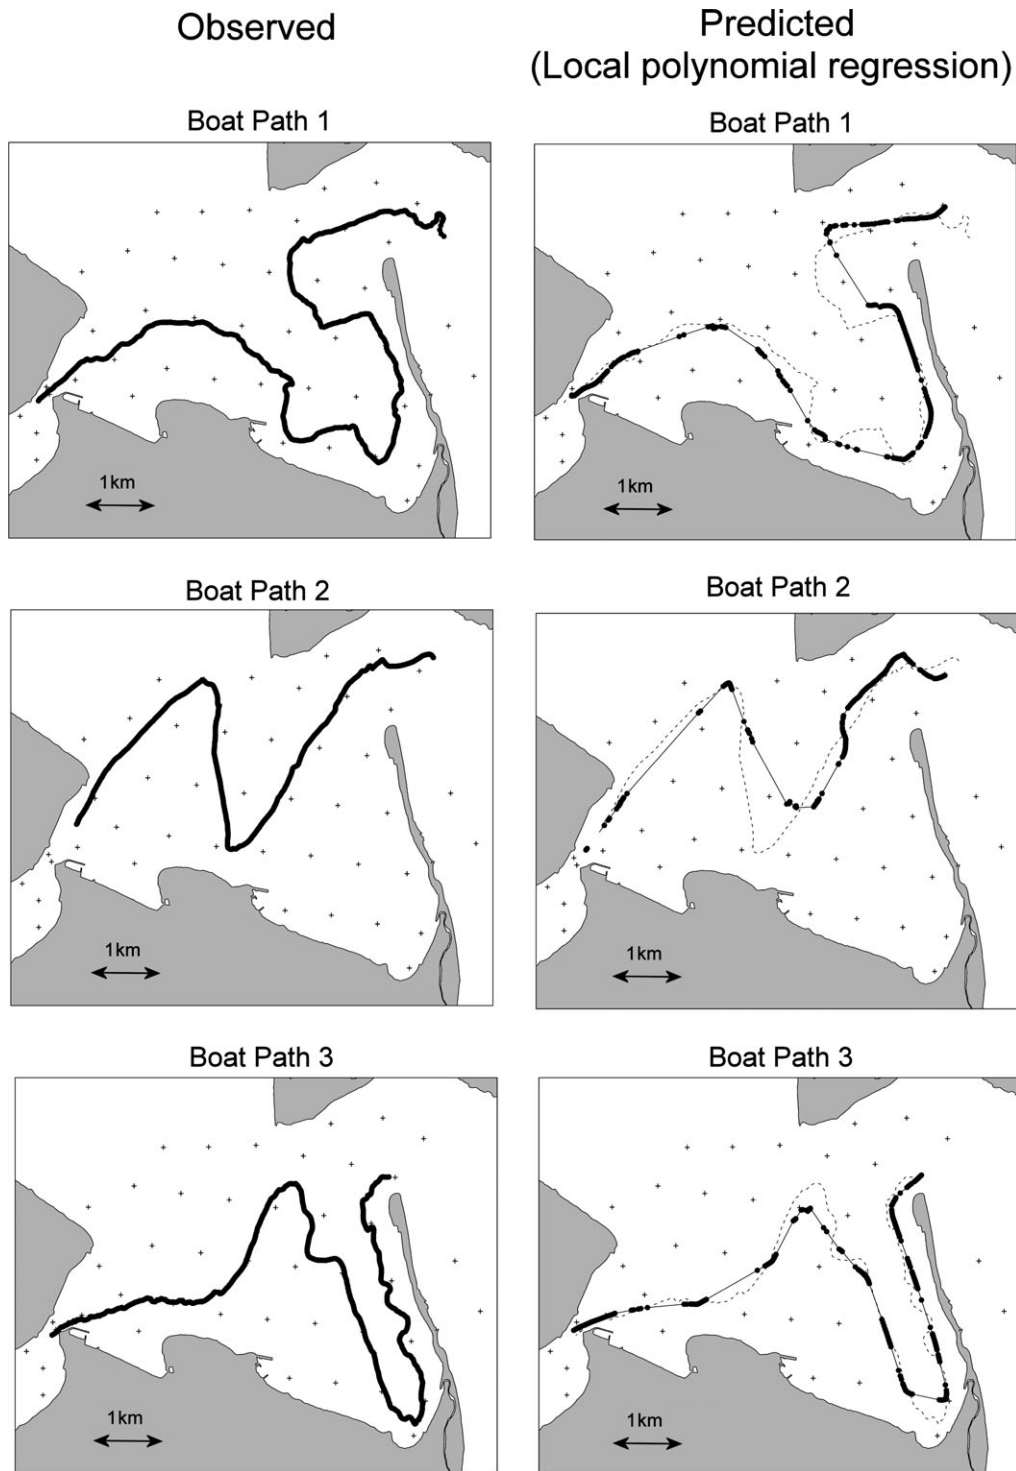 Observed
Predicted
(Local polynomial regression)
Boat Path 1
Boat Path 1
1km
1km
Boat Path 2
Boat Path 2
1km
1km
Boat Path 3
Boat Path 3
1km
1km